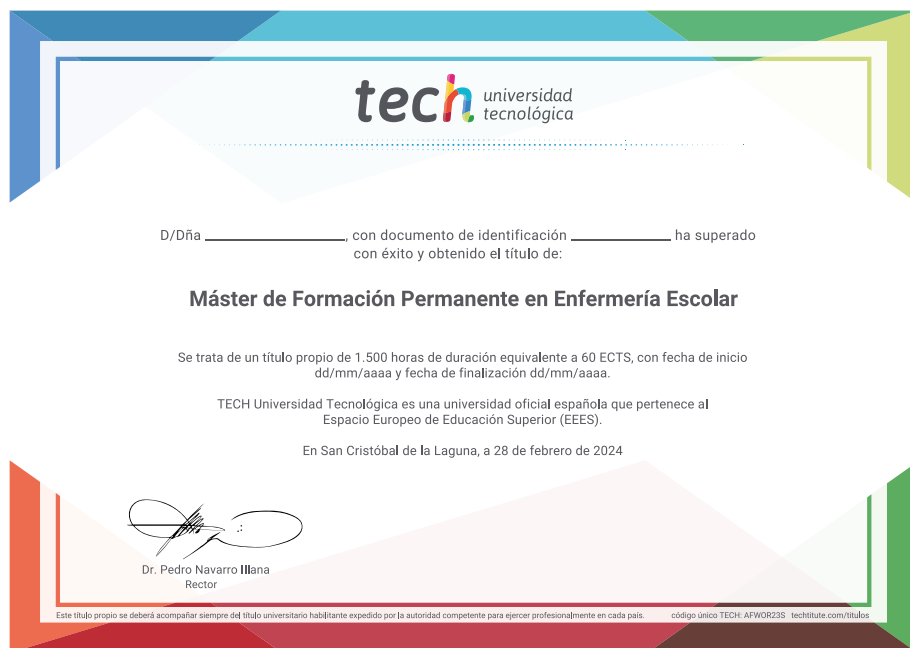 tech universidad
tecnológica
D/Dña ____________________, con documento de identificación ______________ ha superado
con éxito y obtenido el título de:
Máster de Formación Permanente en Enfermería Escolar
Se trata de un título propio de 1.500 horas de duración equivalente a 60 ECTS, con fecha de inicio
dd/mm/aaaa y fecha de finalización dd/mm/aaaa.
TECH Universidad Tecnológica es una universidad oficial española que pertenece al
Espacio Europeo de Educación Superior (EEES).
En San Cristóbal de la Laguna, a 28 de febrero de 2024
Dr. Pedro Navarro Illana
Rector
Este título propio se deberá acompañar siempre del título universitario habilitante expedido por la autoridad competente para ejercer profesionalmente en cada país. código único TECH: AFWOR23S techtitute.com/titulos